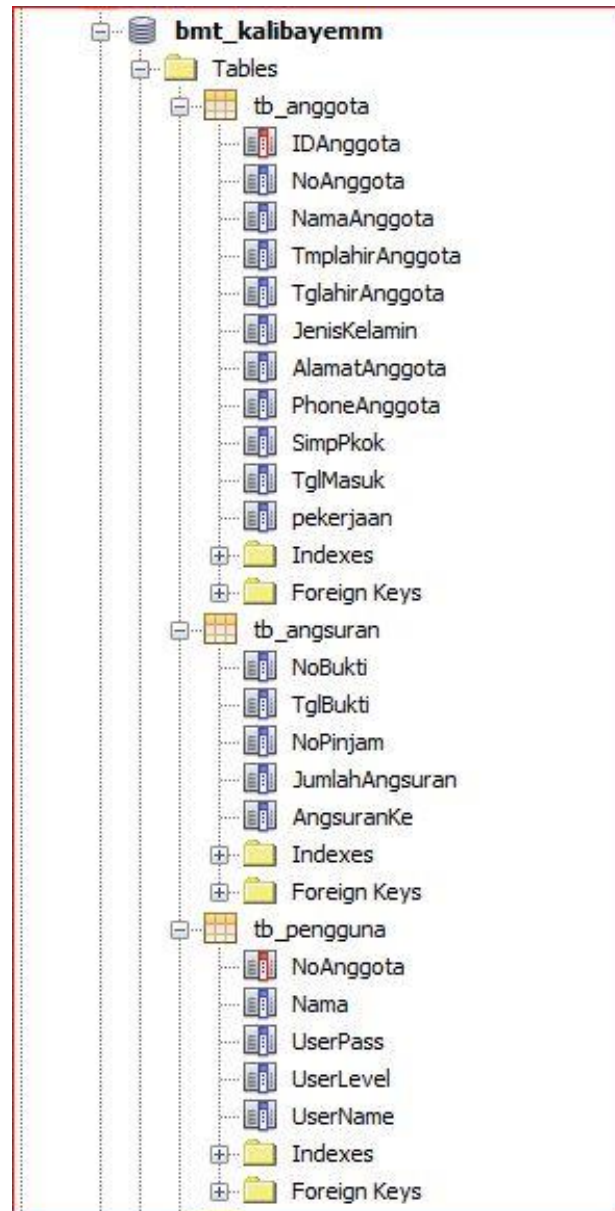 bmt_kalibayemm
Tables
tb_anggota
IDAnggota
NoAnggota
NamaAnggota
TmplahirAnggota
TglahirAnggota
JenisKelamin
AlamatAnggota
PhoneAnggota
SimpPkok
TglMasuk
pekerjaan
Indexes
Foreign Keys
tb_angsuran
NoBukti
TglBukti
NoPinjam
JumlahAngsuran
AngsuranKe
Indexes
Foreign Keys
tb_pengguna
NoAnggota
Nama
UserPass
UserLevel
UserName
Indexes
Foreign Keys